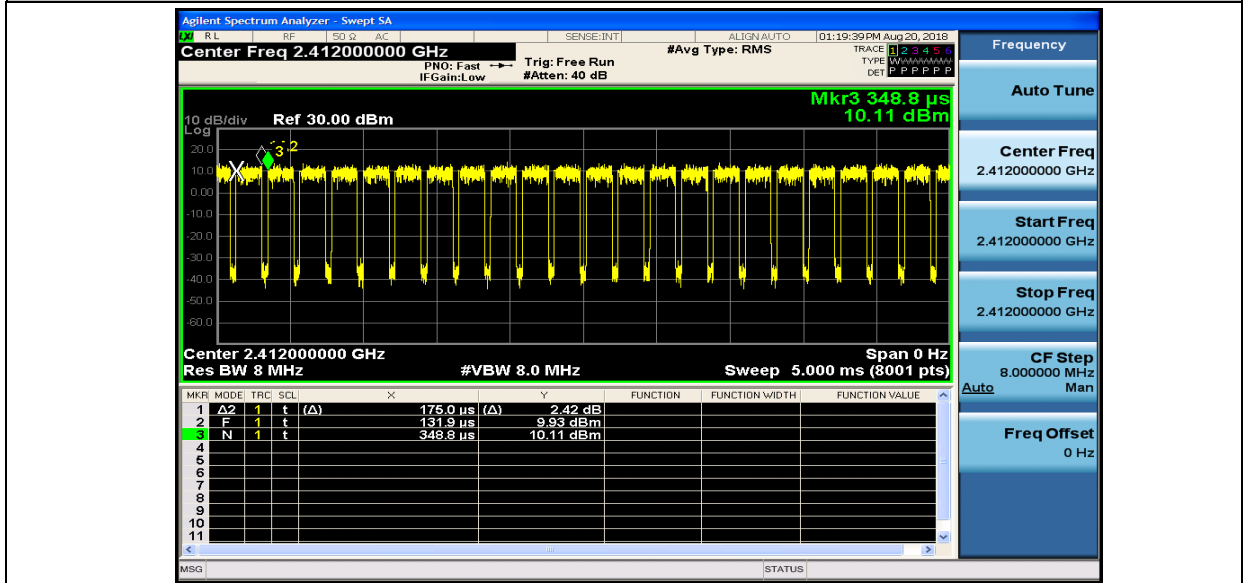 Agilent Spectrum Analyzer - Swept SA
LXI RL RF 50 Ω AC SENSE:INT ALIGN AUTO 01:19:39 PM Aug 20, 2018
Center Freq 2.412000000 GHz
PNO: Fast
IFGain:Low
Trig: Free Run
#Atten: 40 dB
#Avg Type: RMS
TRACE 1 2 3 4 5 6
TYPE WWWWWWW
DET P P P P P P
Mkr3 348.8 µs
10.11 dBm
10 dB/div Ref 30.00 dBm
Log
20.0
10.0
0.00
-10.0
-20.0
-30.0
-40.0
-50.0
-60.0
X
3
2
Center 2.412000000 GHz Span 0 Hz
Res BW 8 MHz #VBW 8.0 MHz Sweep 5.000 ms (8001 pts)
MKR MODE TRC SCL X Y FUNCTION FUNCTION WIDTH FUNCTION VALUE
1 Δ2 1 t (Δ) 175.0 µs (Δ) 2.42 dB
2 F 1 t 131.9 µs 9.93 dBm
3 N 1 t 348.8 µs 10.11 dBm
4
5
6
7
8
9
10
11
MSG STATUS
Frequency
Auto Tune
Center Freq
2.412000000 GHz
Start Freq
2.412000000 GHz
Stop Freq
2.412000000 GHz
CF Step
8.000000 MHz
Auto Man
Freq Offset
0 Hz